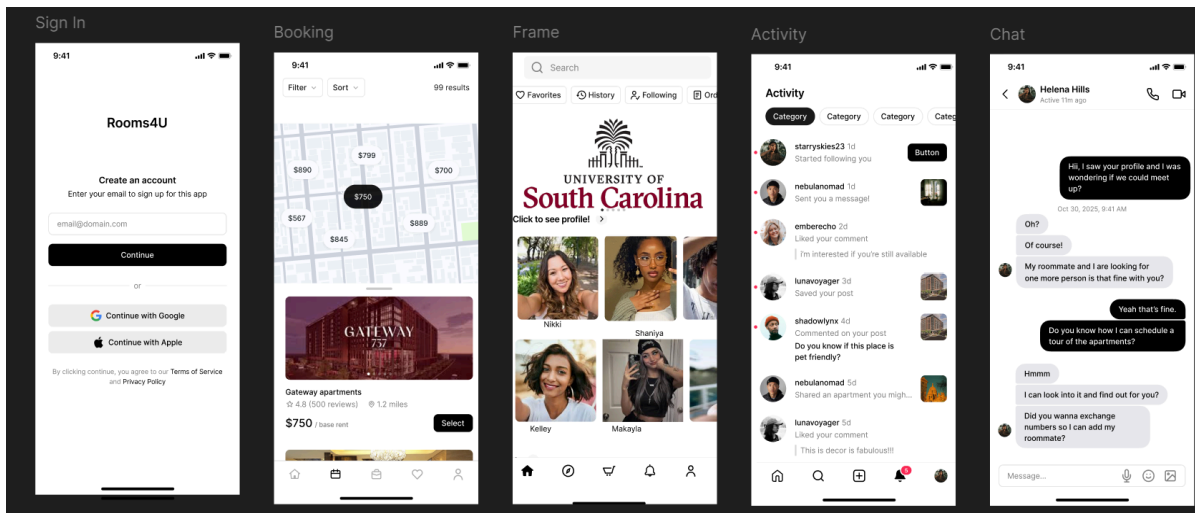 Sign In
9:41
Rooms4U
Create an account
Enter your email to sign up for this app
email@domain.com
Continue
or
Continue with Google
Continue with Apple
By clicking continue, you agree to our Terms of Service
and Privacy Policy
Booking
9:41
Filter
Sort
99 results
$799
$890
$700
$750
$567
$889
$845
GATEWAY
737
Gateway apartments
4.8 (500 reviews)
1.2 miles
$750 / base rent
Select
Frame
Search
Favorites
History
Following
Ord
UNIVERSITY OF
South Carolina
Click to see profile!
Nikki
Shaniya
Kelley
Makayla
Activity
9:41
Activity
Category
Category
Category
Categ
starryskies23 1d
Started following you
Button
nebulanomad 1d
Sent you a message!
emberecho 2d
Liked your comment
I'm interested if you're still available
lunavoyager 3d
Saved your post
shadowlynx 4d
Commented on your post
Do you know if this place is
pet friendly?
nebulanomad 5d
Shared an apartment you migh...
lunavoyager 5d
Liked your comment
This is decor is fabulous!!!
5
Chat
9:41
Helena Hills
Active 11m ago
Hii, I saw your profile and I was
wondering if we could meet
up?
Oct 30, 2025, 9:41 AM
Oh?
Of course!
My roommate and I are looking for
one more person is that fine with you?
Yeah that's fine.
Do you know how I can schedule a
tour of the apartments?
Hmmm
I can look into it and find out for you?
Did you wanna exchange
numbers so I can add my
roommate?
Message...